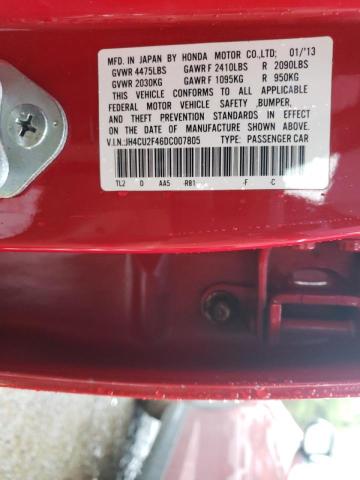 MFD. IN JAPAN BY HONDA MOTOR CO.,LTD; 01/'13
GVWR 4475LBS GAWR F 2410LBS R 2090LBS
GVWR 2030KG GAWR F 1095KG R 950KG
THIS VEHICLE CONFORMS TO ALL APPLICABLE
FEDERAL MOTOR VEHICLE SAFETY ,BUMPER,
AND THEFT PREVENTION STANDARDS IN EFFECT
ON THE DATE OF MANUFACTURE SHOWN ABOVE.
V.I.N.:JH4CU2F46DC007805 TYPE: PASSENGER CAR
TL2 D AA5 RB1 -F -C